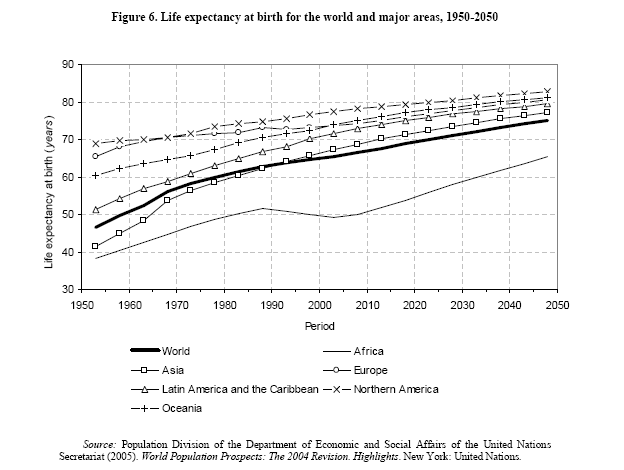 Figure 6. Life expectancy at birth for the world and major areas, 1950-2050
Life expectancy at birth (years)
90
80
70
60
50
40
30
1950 1960 1970 1980 1990 2000 2010 2020 2030 2040 2050
Period
World Africa
Asia Europe
Latin America and the Caribbean Northern America
Oceania
Source: Population Division of the Department of Economic and Social Affairs of the United Nations
Secretariat (2005). World Population Prospects: The 2004 Revision. Highlights. New York: United Nations.